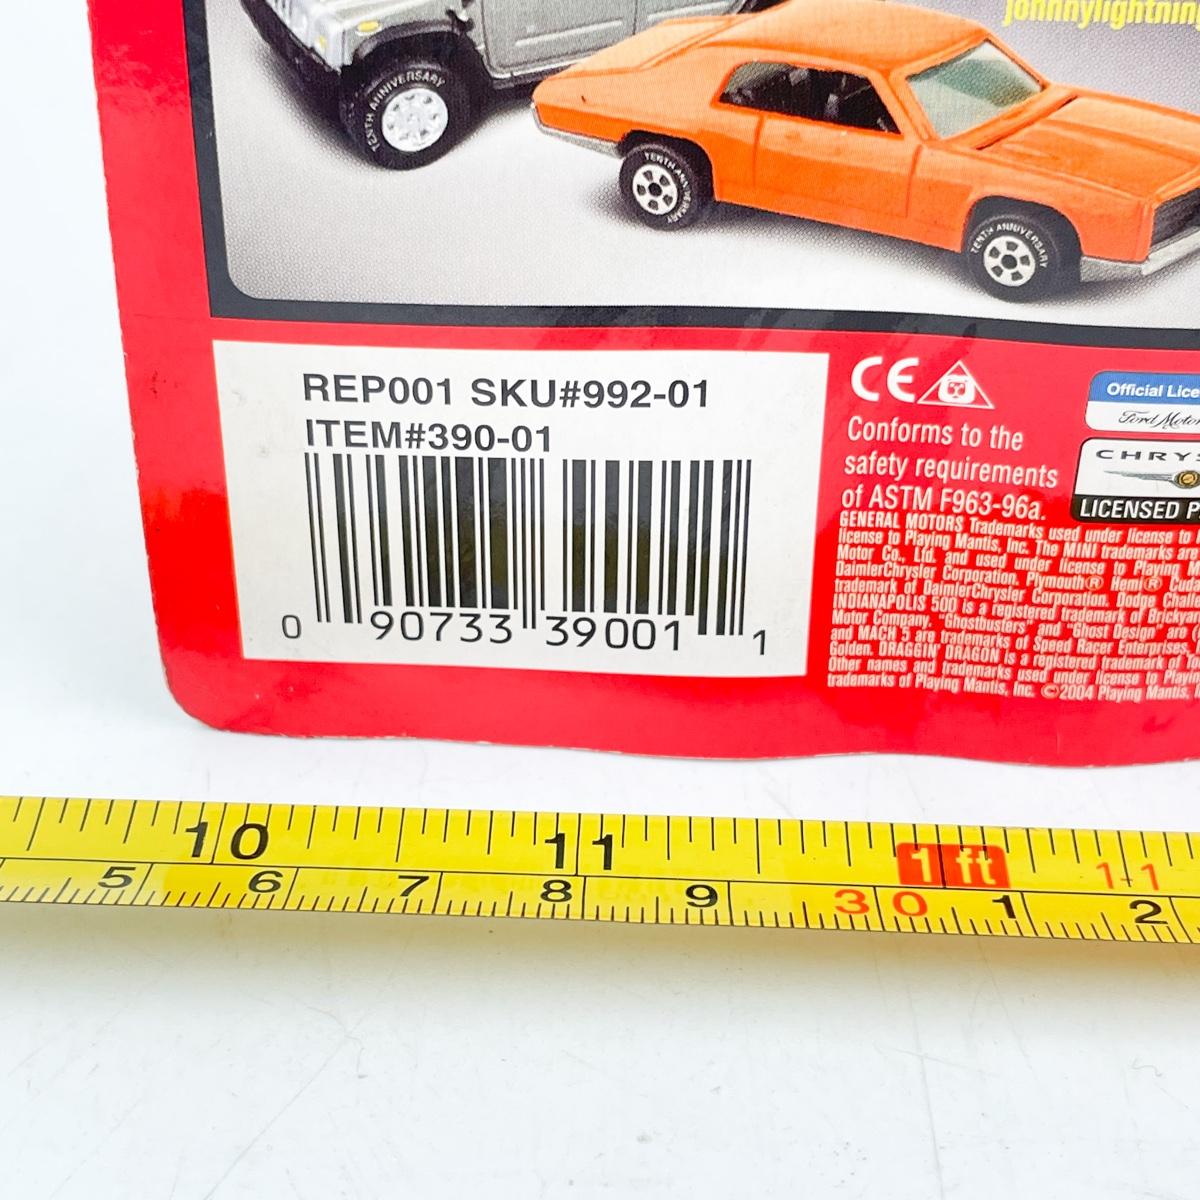 johnnylightnin
TENTH ANNIVERSARY
TENTH ANNIVERSARY
TENTH ANNIVERSARY
TENTH ANNIVERSARY
REP001 SKU#992-01
ITEM#390-01
0 90733 39001 1
CE
Conforms to the
safety requirements
of ASTM F963-96a.
Official Lice
Ford Motor
CHRYS
LICENSED P
GENERAL MOTORS Trademarks used under license to
license to Playing Mantis, Inc. The MINI trademarks are
Motor Co., Ltd. and used under license to Playing M
DaimlerChrysler Corporation. Plymouth® Hemi® Cuda
trademark of DaimlerChrysler Corporation. Dodge Chall
INDIANAPOLIS 500 is a registered trademark of Brickyar
Motor Company. "Ghostbusters" and "Ghost Design" are
and MACH 5 are trademarks of Speed Racer Enterprises,
Golden. DRAGGIN' DRAGON is a registered trademark of
Other names and trademarks used under license to Playin
trademarks of Playing Mantis, Inc. ©2004 Playing Mantis,
10 11 1 ft 11
5 6 7 8 9 30 1 2